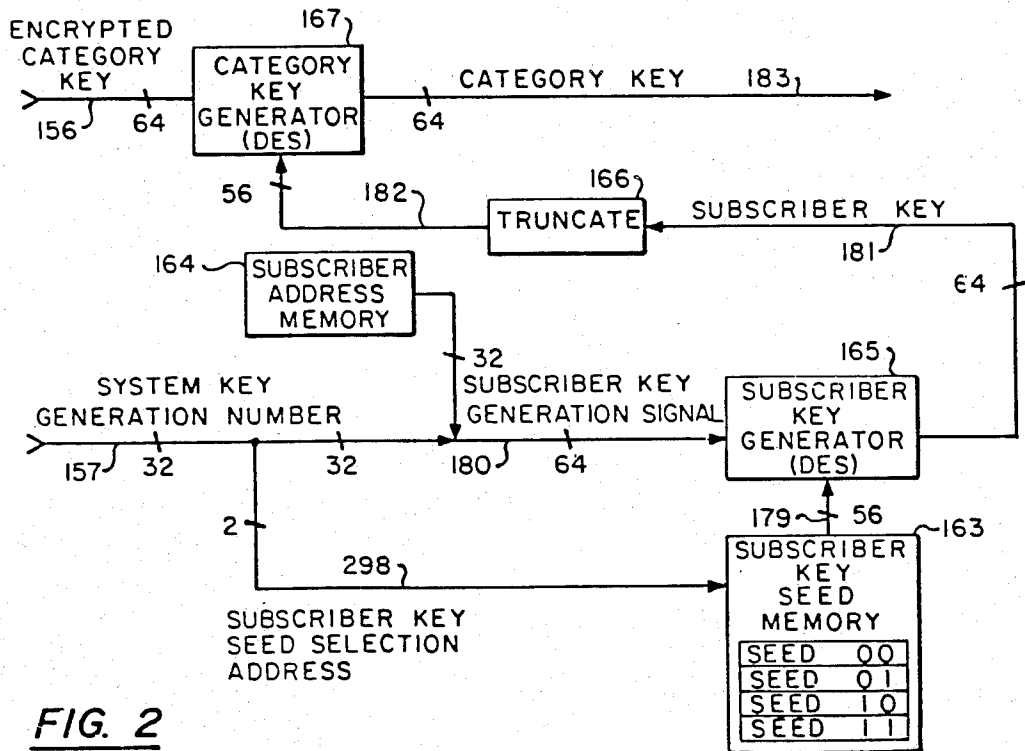 ENCRYPTED
CATEGORY
KEY
156
64
167
CATEGORY
KEY
GENERATOR
(DES)
64
CATEGORY KEY
183
56
182
166
TRUNCATE
SUBSCRIBER KEY
181
64
164
SUBSCRIBER
ADDRESS
MEMORY
32
SYSTEM KEY
GENERATION NUMBER
157
32
32
SUBSCRIBER KEY
GENERATION SIGNAL
180
64
165
SUBSCRIBER
KEY
GENERATOR
(DES)
2
298
SUBSCRIBER KEY
SEED SELECTION
ADDRESS
179
56
163
SUBSCRIBER
KEY
SEED
MEMORY
SEED 00
SEED 01
SEED 10
SEED 11
FIG. 2